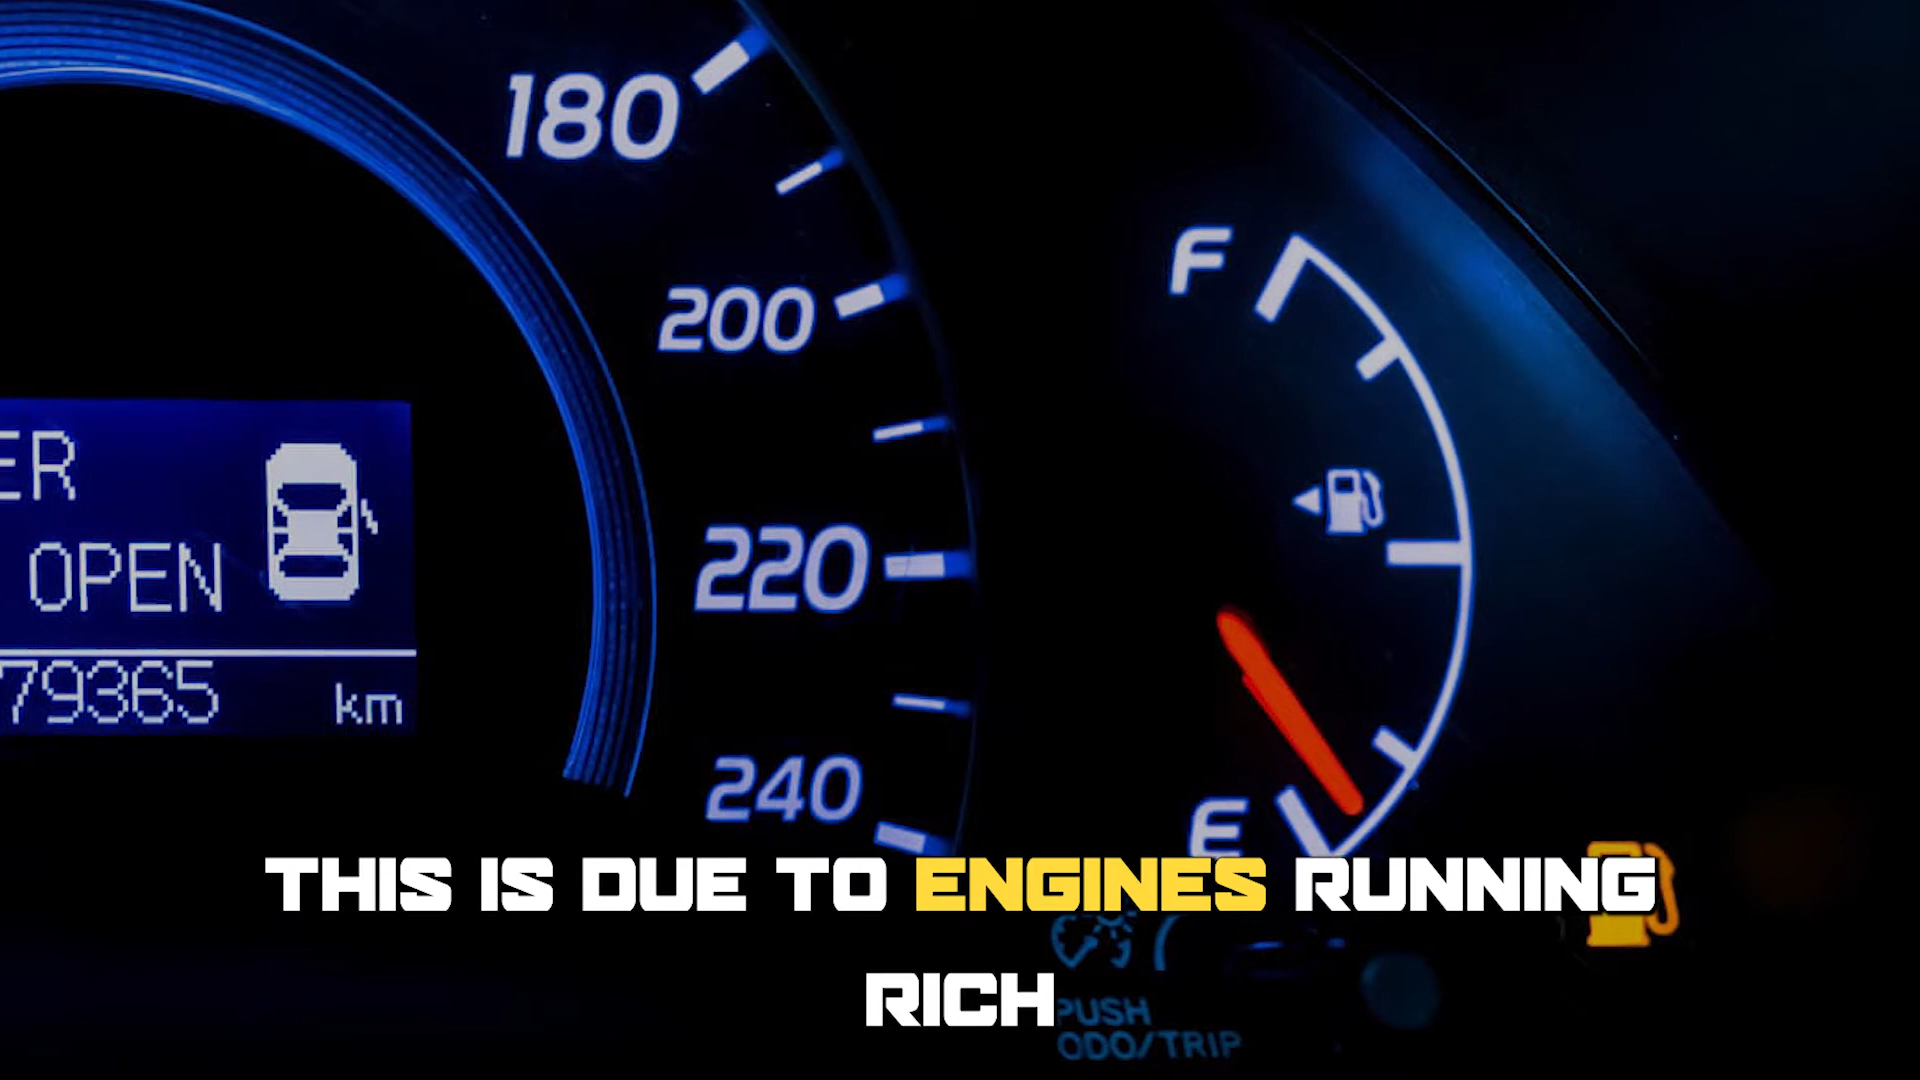 180
200
220
240
F
E
ER
OPEN
79365 km
THIS IS DUE TO ENGINES RUNNING
RICH
PUSH
ODO/TRIP